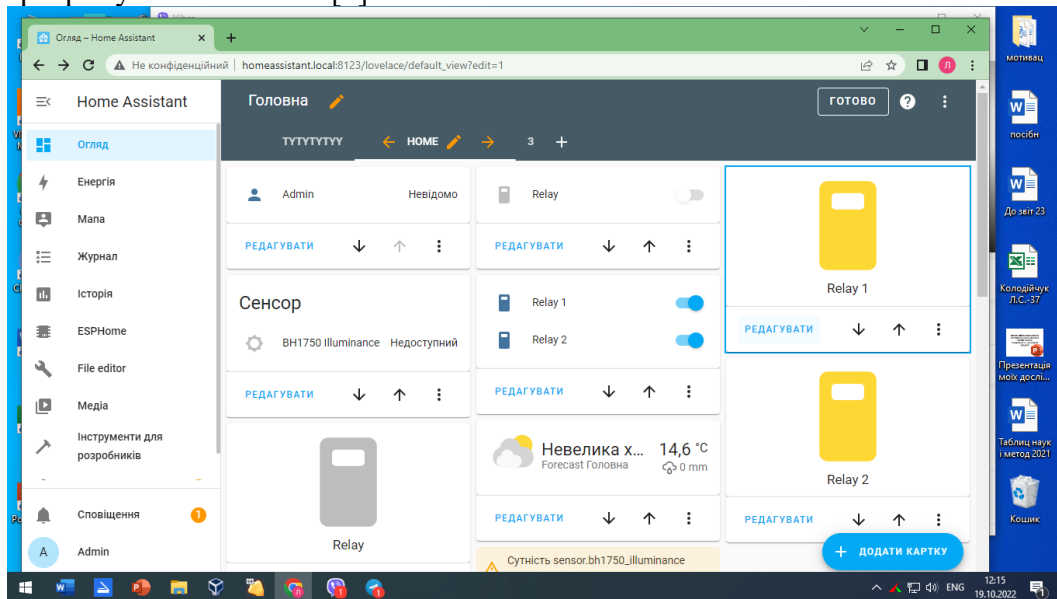 Огляд – Home Assistant
Не конфіденційний
homeassistant.local:8123/lovelace/default_view?edit=1
Л
Home Assistant
Огляд
Енергія
Мапа
Журнал
Історія
ESPHome
File editor
Медіа
Інструменти для
розробників
Сповіщення
1
A
Admin
Головна
ГОТОВО
ТУТУТУТУУ
HOME
3
Admin
Невідомо
РЕДАГУВАТИ
Сенсор
BH1750 Illuminance
Недоступний
РЕДАГУВАТИ
Relay
Relay
РЕДАГУВАТИ
Relay 1
Relay 2
РЕДАГУВАТИ
Невелика х...
14,6 °C
Forecast Головна
0 mm
РЕДАГУВАТИ
Сутність sensor.bh1750_illuminance
Relay 1
РЕДАГУВАТИ
Relay 2
РЕДАГУВАТИ
ДОДАТИ КАРТКУ
мотивац
посібн
До звіт 23
Колодійчук
Л.С.-37
Презентація
моїх дослі...
Таблиц наук
і метод 2021
Кошик
ENG
12:15
19.10.2022